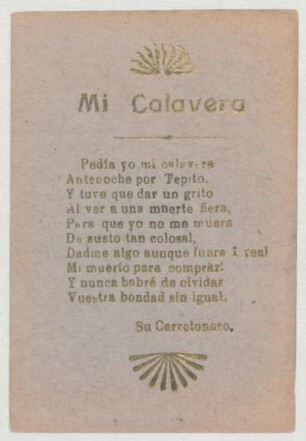 Mi Calavera
Pedía yo mi calavera
Antenoche por Tepito,
Y tuve que dar un grito
Al ver a una muerte fiera,
Para que yo no me muera
De susto tan colosal,
Dadme algo aunque fuera 1 real
Mi muerto para comprar!
Y nunca habré de olvidar
Vuestra bondad sin igual.
Su Carretonero.